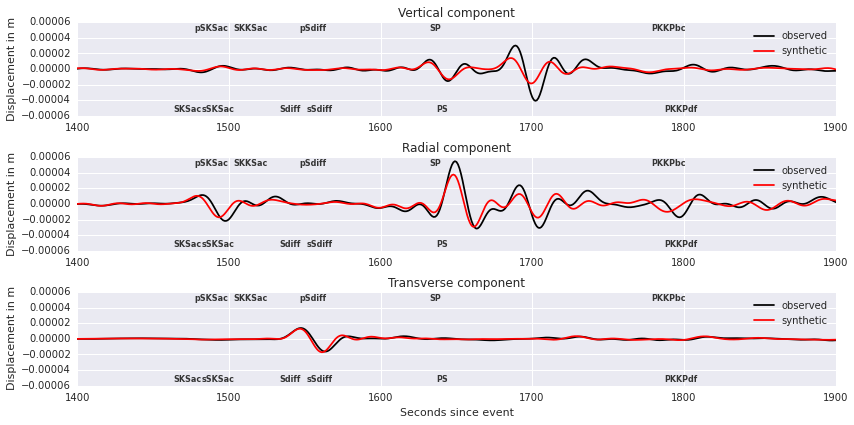 Vertical component
0.00006
0.00004
0.00002
0.00000
−0.00002
−0.00004
−0.00006
Displacement in m
pSKSac SKKSac pSdiff SP PKKPbc
observed
synthetic
SKSacsSKSac Sdiff sSdiff PS PKKPdf
1400 1500 1600 1700 1800 1900
Radial component
0.00006
0.00004
0.00002
0.00000
−0.00002
−0.00004
−0.00006
Displacement in m
pSKSac SKKSac pSdiff SP PKKPbc
observed
synthetic
SKSacsSKSac Sdiff sSdiff PS PKKPdf
1400 1500 1600 1700 1800 1900
Transverse component
0.00006
0.00004
0.00002
0.00000
−0.00002
−0.00004
−0.00006
Displacement in m
pSKSac SKKSac pSdiff SP PKKPbc
observed
synthetic
SKSacsSKSac Sdiff sSdiff PS PKKPdf
1400 1500 1600 1700 1800 1900
Seconds since event